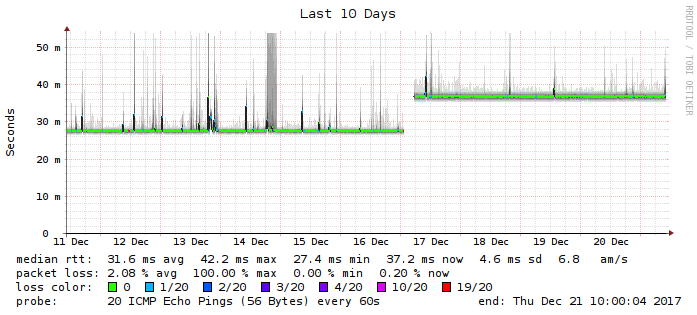 Last 10 Days
RRDTOOL / TOBI OETIKER
Seconds
50 m
40 m
30 m
20 m
10 m
0
11 Dec 12 Dec 13 Dec 14 Dec 15 Dec 16 Dec 17 Dec 18 Dec 19 Dec 20 Dec
median rtt: 31.6 ms avg 42.2 ms max 27.4 ms min 37.2 ms now 4.6 ms sd 6.8 am/s
packet loss: 2.08 % avg 100.00 % max 0.00 % min 0.20 % now
loss color: 0 1/20 2/20 3/20 4/20 10/20 19/20
probe: 20 ICMP Echo Pings (56 Bytes) every 60s end: Thu Dec 21 10:00:04 2017